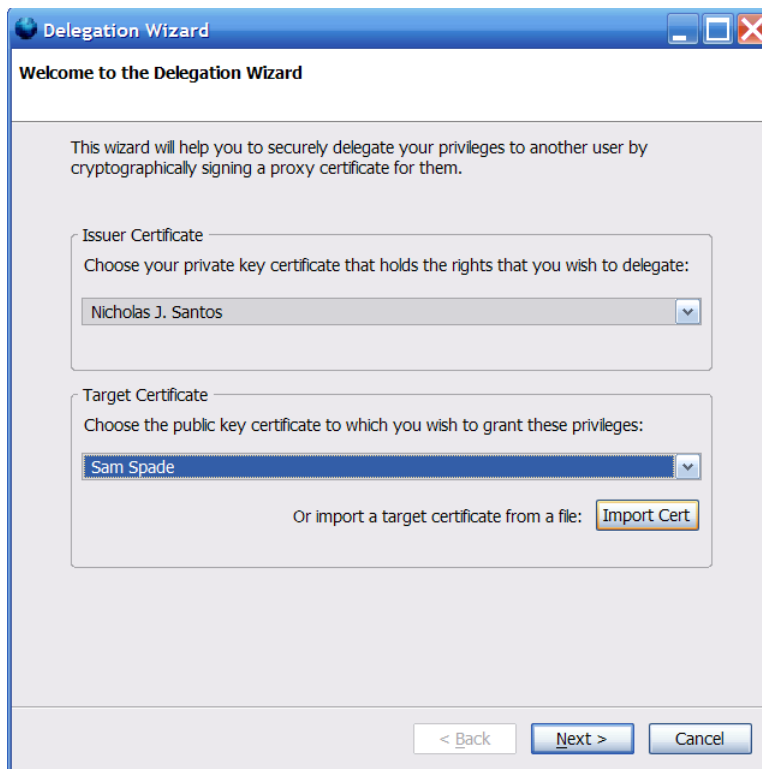 Delegation Wizard
Welcome to the Delegation Wizard
This wizard will help you to securely delegate your privileges to another user by
cryptographically signing a proxy certificate for them.
Issuer Certificate
Choose your private key certificate that holds the rights that you wish to delegate:
Nicholas J. Santos
Target Certificate
Choose the public key certificate to which you wish to grant these privileges:
Sam Spade
Or import a target certificate from a file: Import Cert
< Back Next > Cancel